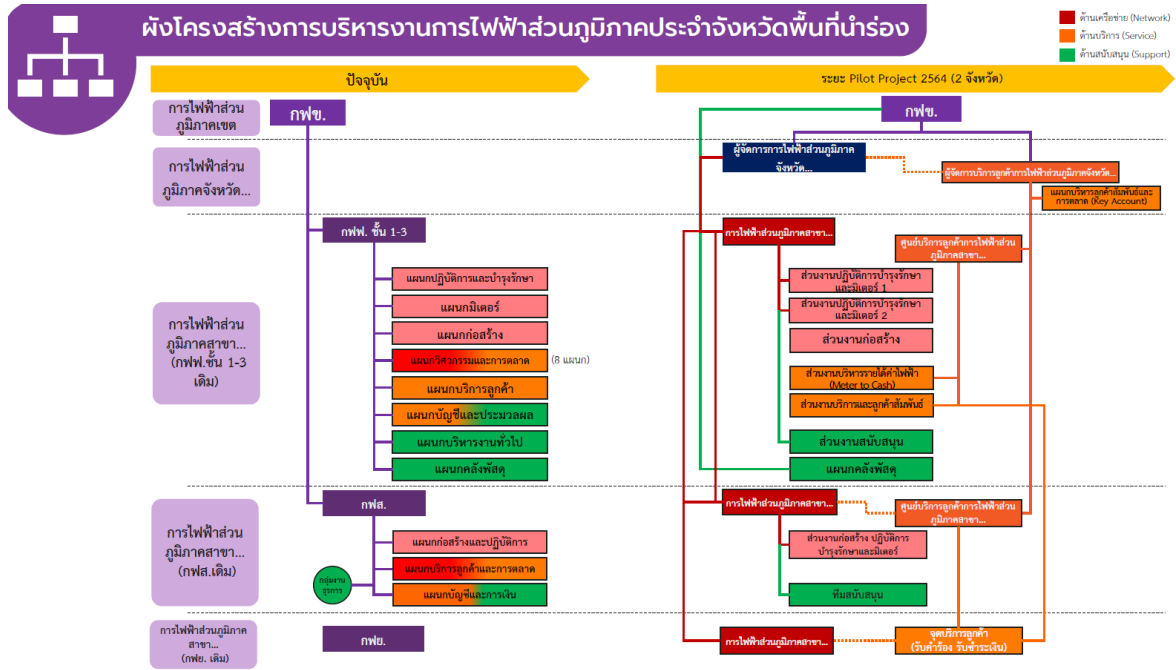 ผังโครงสร้างการบริหารงานการไฟฟ้าส่วนภูมิภาคประจำจังหวัดพื้นที่นำร่อง
ด้านเครือข่าย (Network)
ด้านบริการ (Service)
ด้านสนับสนุน (Support)
ปัจจุบัน
ระยะ Pilot Project 2564 (2 จังหวัด)
การไฟฟ้าส่วน
ภูมิภาคเขต
กฟข.
กฟข.
การไฟฟ้าส่วน
ภูมิภาคจังหวัด...
ผู้จัดการการไฟฟ้าส่วนภูมิภาค
จังหวัด...
ผู้จัดการบริการลูกค้าการไฟฟ้าส่วนภูมิภาคจังหวัด...
แผนกบริหารลูกค้าสัมพันธ์และ
การตลาด (Key Account)
การไฟฟ้าส่วน
ภูมิภาคสาขา...
(กฟฟ.ชั้น 1-3
เดิม)
กฟฟ. ชั้น 1-3
แผนกปฏิบัติการและบำรุงรักษา
แผนกมิเตอร์
แผนกก่อสร้าง
แผนกวิศวกรรมและการตลาด
(8 แผนก)
แผนกบริการลูกค้า
แผนกบัญชีและประมวลผล
แผนกบริหารงานทั่วไป
แผนกคลังพัสดุ
การไฟฟ้าส่วนภูมิภาคสาขา...
ศูนย์บริการลูกค้าการไฟฟ้าส่วน
ภูมิภาคสาขา...
ส่วนงานปฏิบัติการบำรุงรักษา
และมิเตอร์ 1
ส่วนงานปฏิบัติการบำรุงรักษา
และมิเตอร์ 2
ส่วนงานก่อสร้าง
ส่วนงานบริหารรายได้ค่าไฟฟ้า
(Meter to Cash)
ส่วนงานบริการและลูกค้าสัมพันธ์
ส่วนงานสนับสนุน
แผนกคลังพัสดุ
การไฟฟ้าส่วน
ภูมิภาคสาขา...
(กฟส.เดิม)
กฟส.
แผนกก่อสร้างและปฏิบัติการ
แผนกบริการลูกค้าและการตลาด
แผนกบัญชีและการเงิน
กลุ่มงาน
ธุรการ
การไฟฟ้าส่วนภูมิภาคสาขา...
ศูนย์บริการลูกค้าการไฟฟ้าส่วน
ภูมิภาคสาขา...
ส่วนงานก่อสร้าง ปฏิบัติการ
บำรุงรักษาและมิเตอร์
ทีมสนับสนุน
การไฟฟ้าส่วนภูมิภาค
สาขา...
(กฟย. เดิม)
กฟย.
การไฟฟ้าส่วนภูมิภาคสาขา...
จุดบริการลูกค้า
(รับคำร้อง รับชำระเงิน)